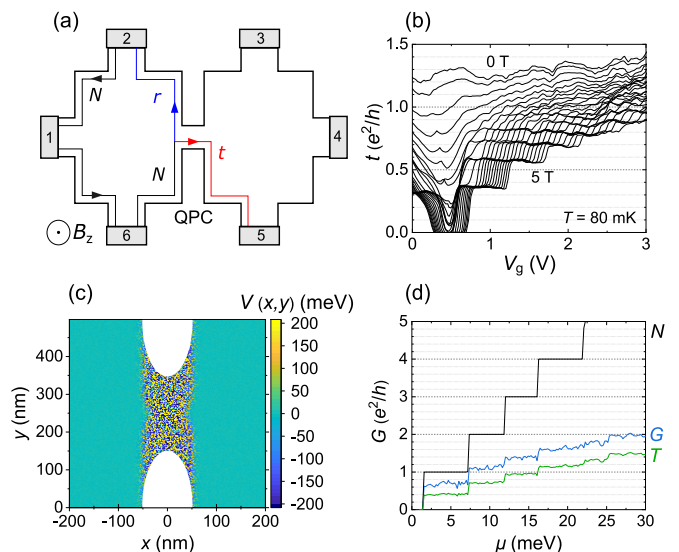 (a)
2
3
N
r
1
4
t
N
QPC
B_z
6
5
(b)
1.5
1.0
0.5
0.0
t (e²/h)
0 T
5 T
T = 80 mK
0
1
2
3
V_g (V)
(c)
V (x,y) (meV)
400
300
200
100
0
y (nm)
-200
-100
0
100
200
x (nm)
200
150
100
50
0
-50
-100
-150
-200
(d)
5
4
3
2
1
0
G (e²/h)
N
G
T
0
5
10
15
20
25
30
μ (meV)